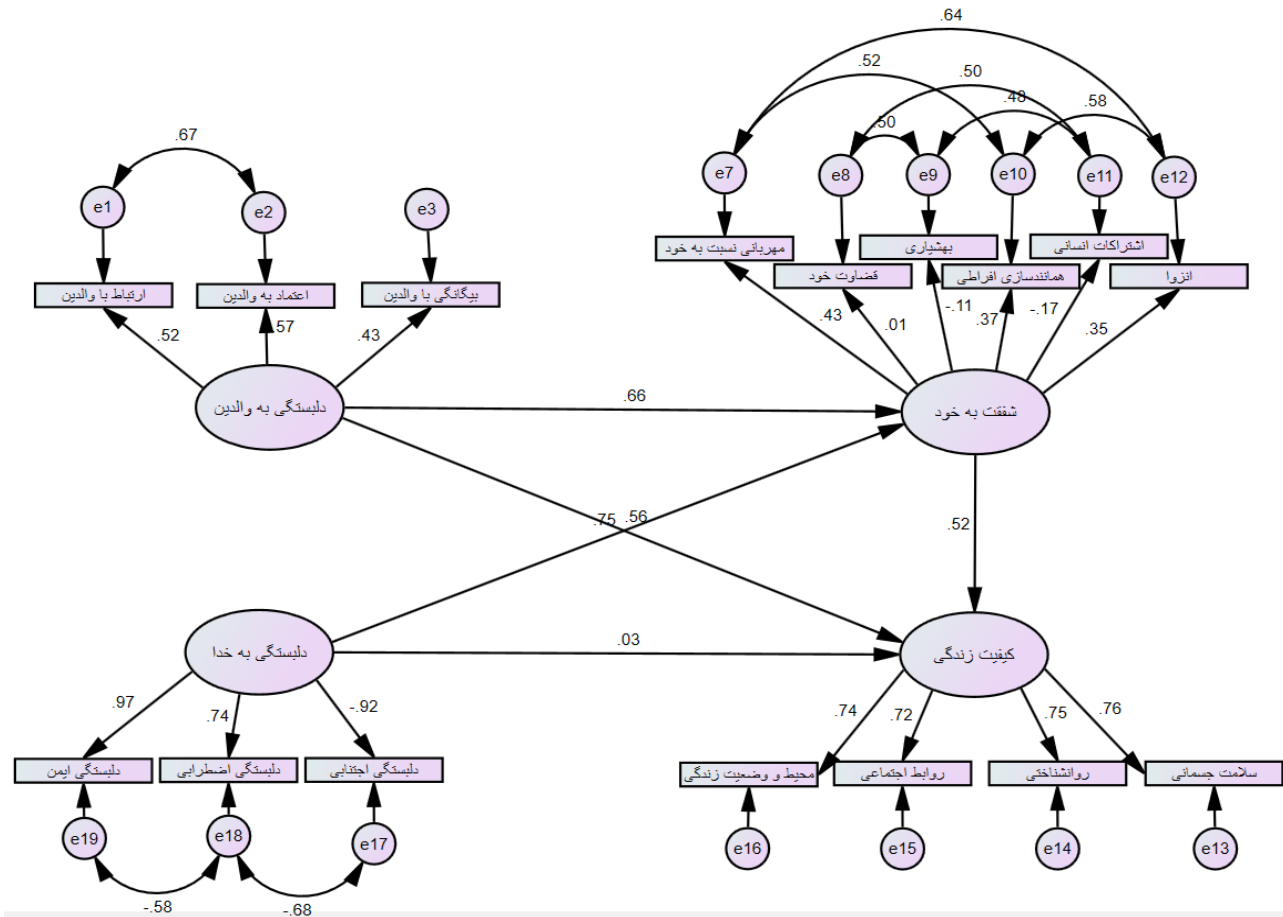 .64
.52
.50
.67
.48
.58
.50
e7
e8
e9
e10
e11
e12
e1
e2
e3
مهربانی نسبت به خود
قضاوت خود
بهشیاری
همانندسازی افراطی
اشتراکات انسانی
انزوا
ارتباط با والدین
اعتماد به والدین
بیگانگی با والدین
.52
.57
.43
.43
.01
-.11
.37
-.17
.35
دلبستگی به والدین
.66
شفقت به خود
.75
.56
.52
دلبستگی به خدا
.03
کیفیت زندگی
.97
.74
-.92
.74
.72
.75
.76
دلبستگی ایمن
دلبستگی اضطرابی
دلبستگی اجتنابی
محیط و وضعیت زندگی
روابط اجتماعی
روانشناختی
سلامت جسمانی
e19
e18
e17
e16
e15
e14
e13
-.58
-.68